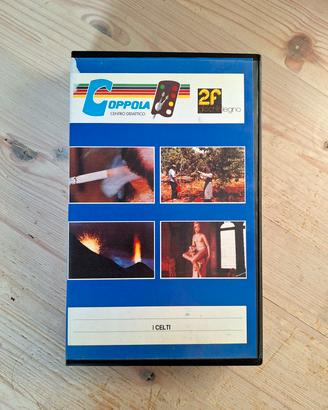 COPPOLA
CENTRO DIDATTICO
2F
I CELTI